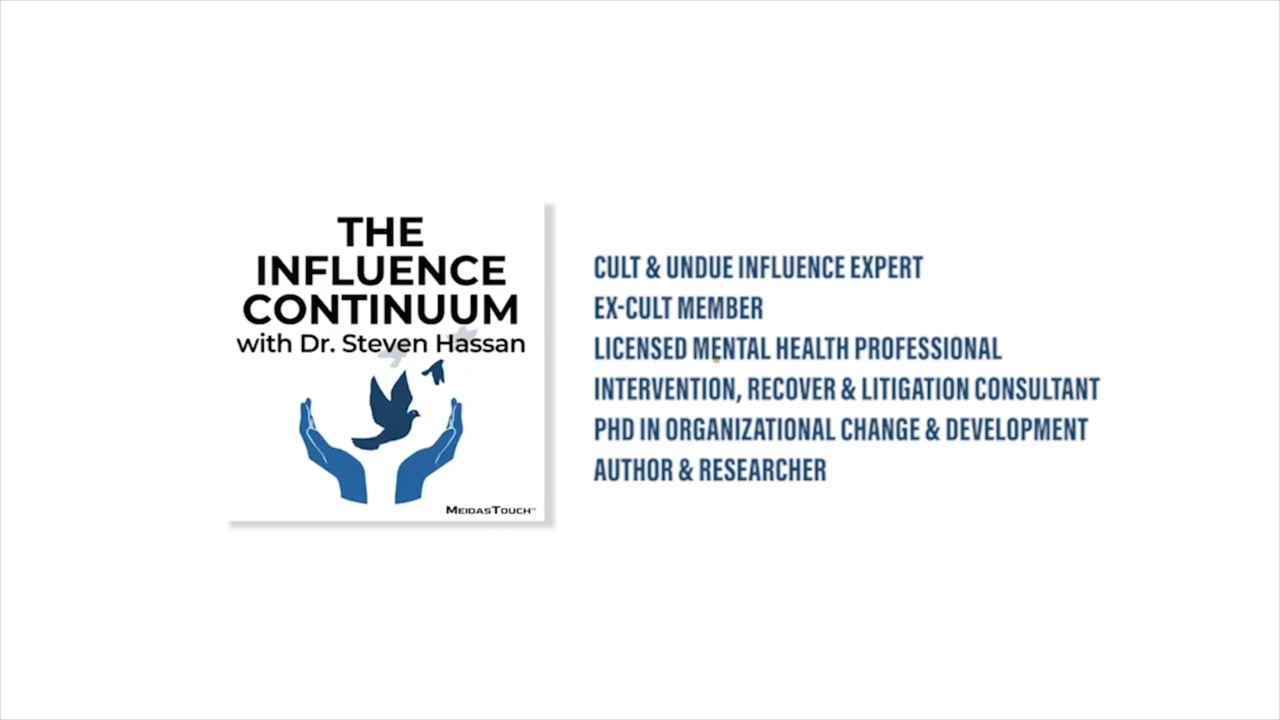 THE
INFLUENCE
CONTINUUM
with Dr. Steven Hassan
MEIDASTOUCH™
CULT & UNDUE INFLUENCE EXPERT
EX-CULT MEMBER
LICENSED MENTAL HEALTH PROFESSIONAL
INTERVENTION, RECOVER & LITIGATION CONSULTANT
PHD IN ORGANIZATIONAL CHANGE & DEVELOPMENT
AUTHOR & RESEARCHER